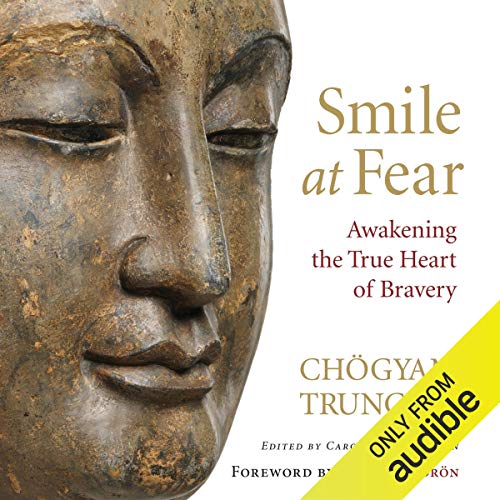 Smile
at Fear
Awakening
the True Heart
of Bravery
CHÖGYAM
EDITED BY
FOREWORD BY
ONLY FROM
audible